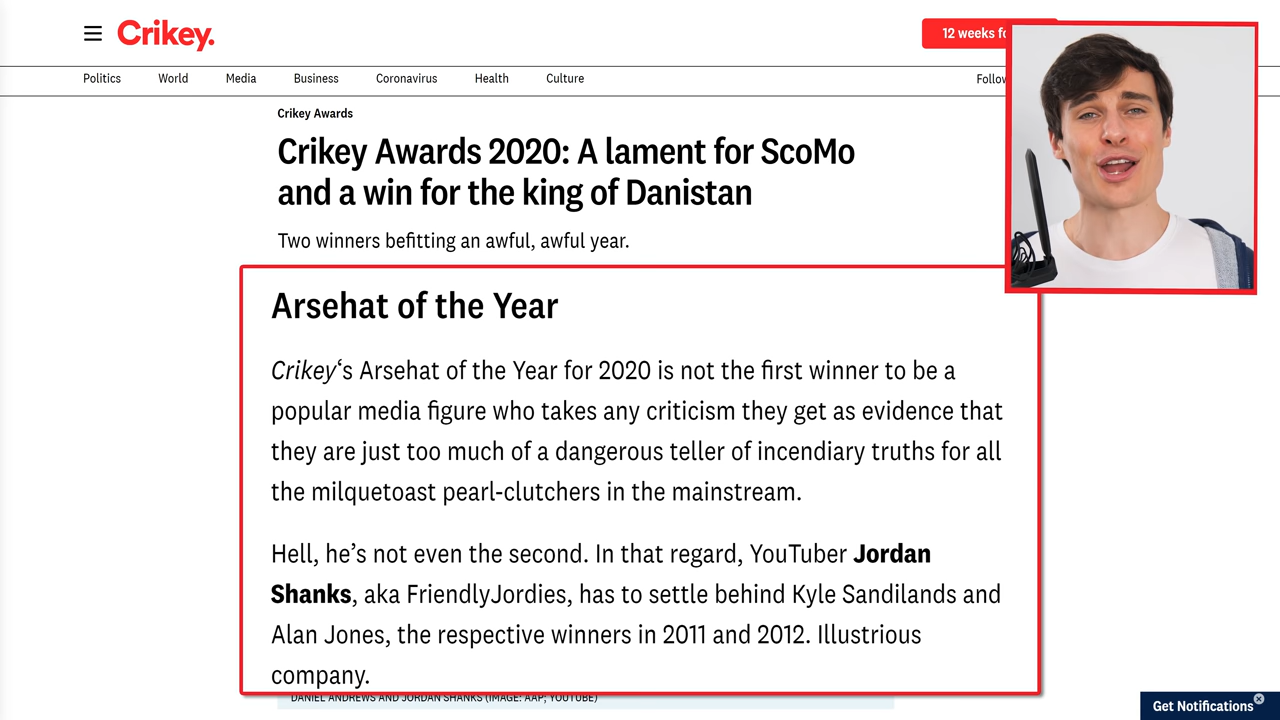 Crikey.
12 weeks fo
Politics World Media Business Coronavirus Health Culture Follow
Crikey Awards
Crikey Awards 2020: A lament for ScoMo
and a win for the king of Danistan
Two winners befitting an awful, awful year.
Arsehat of the Year
Crikey‘s Arsehat of the Year for 2020 is not the first winner to be a
popular media figure who takes any criticism they get as evidence that
they are just too much of a dangerous teller of incendiary truths for all
the milquetoast pearl-clutchers in the mainstream.
Hell, he’s not even the second. In that regard, YouTuber Jordan
Shanks, aka FriendlyJordies, has to settle behind Kyle Sandilands and
Alan Jones, the respective winners in 2011 and 2012. Illustrious
company.
DANIEL ANDREWS AND JORDAN SHANKS (IMAGE: AAP; YOUTUBE)
Get Notifications